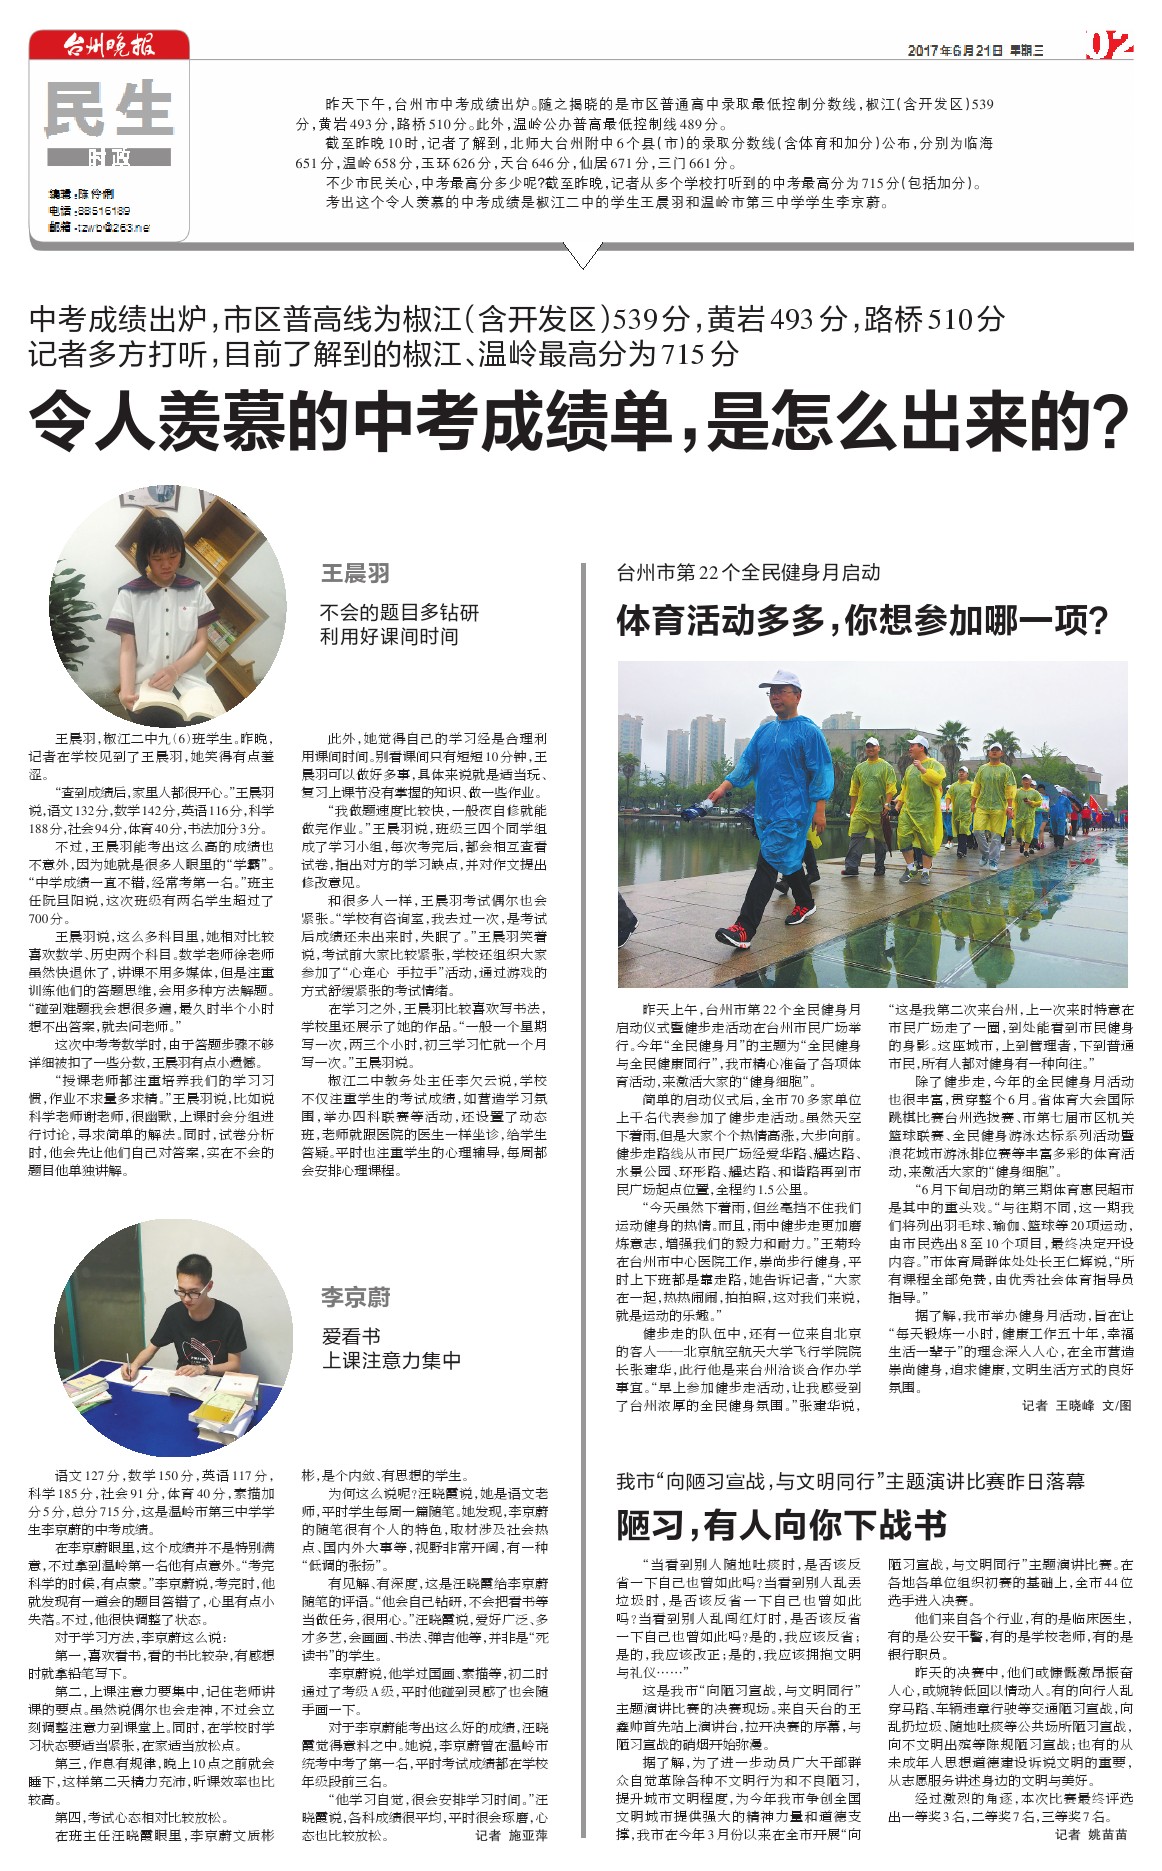 台州晚报
民生
时政
编辑:陈伶俐
电话:88516189
邮箱:tzwb@263.net
2017年6月21日 星期三
02
昨天下午,台州市中考成绩出炉。随之揭晓的是市区普通高中录取最低控制分数线,椒江(含开发区)539
分,黄岩493分,路桥510分。此外,温岭公办普高最低控制线489分。
截至昨晚10时,记者了解到,北师大台州附中6个县(市)的录取分数线(含体育和加分)公布,分别为临海
651分,温岭658分,玉环626分,天台646分,仙居671分,三门661分。
不少市民关心,中考最高分多少呢?截至昨晚,记者从多个学校打听到的中考最高分为715分(包括加分)。
考出这个令人羡慕的中考成绩是椒江二中的学生王晨羽和温岭市第三中学学生李京蔚。
中考成绩出炉,市区普高线为椒江(含开发区)539分,黄岩493分,路桥510分
记者多方打听,目前了解到的椒江、温岭最高分为715分
令人羡慕的中考成绩单,是怎么出来的?
王晨羽
不会的题目多钻研
利用好课间时间
王晨羽,椒江二中九(6)班学生。昨晚,
记者在学校见到了王晨羽,她笑得有点羞
涩。
“查到成绩后,家里人都很开心。”王晨羽
说,语文132分,数学142分,英语116分,科学
188分,社会94分,体育40分,书法加分3分。
不过,王晨羽能考出这么高的成绩也
不意外,因为她就是很多人眼里的“学霸”。
“中学成绩一直不错,经常考第一名。”班主
任阮且阳说,这次班级有两名学生超过了
700分。
王晨羽说,这么多科目里,她相对比较
喜欢数学、历史两个科目。数学老师徐老师
虽然快退休了,讲课不用多媒体,但是注重
训练他们的答题思维,会用多种方法解题。
“碰到难题我会想很多遍,最久时半个小时
想不出答案,就去问老师。”
这次中考考数学时,由于答题步骤不够
详细被扣了一些分数,王晨羽有点小遗憾。
“授课老师都注重培养我们的学习习
惯,作业不求量多求精。”王晨羽说,比如说
科学老师谢老师,很幽默,上课时会分组进
行讨论,寻求简单的解法。同时,试卷分析
时,他会先让他们自己对答案,实在不会的
题目他单独讲解。
此外,她觉得自己的学习经是合理利
用课间时间。别看课间只有短短10分钟,王
晨羽可以做好多事,具体来说就是适当玩、
复习上课节没有掌握的知识、做一些作业。
“我做题速度比较快,一般夜自修就能
做完作业。”王晨羽说,班级三四个同学组
成了学习小组,每次考完后,都会相互查看
试卷,指出对方的学习缺点,并对作文提出
修改意见。
和很多人一样,王晨羽考试偶尔也会
紧张。“学校有咨询室,我去过一次,是考试
后成绩还未出来时,失眠了。”王晨羽笑着
说,考试前大家比较紧张,学校还组织大家
参加了“心连心 手拉手”活动,通过游戏的
方式舒缓紧张的考试情绪。
在学习之外,王晨羽比较喜欢写书法,
学校里还展示了她的作品。“一般一个星期
写一次,两三个小时,初三学习忙就一个月
写一次。”王晨羽说。
椒江二中教务处主任李欠云说,学校
不仅注重学生的考试成绩,如营造学习氛
围,举办四科联赛等活动,还设置了动态
班,老师就跟医院的医生一样坐诊,给学生
答疑。平时也注重学生的心理辅导,每周都
会安排心理课程。
李京蔚
爱看书
上课注意力集中
语文127分,数学150分,英语117分,
科学185分,社会91分,体育40分,素描加
分5分,总分715分,这是温岭市第三中学学
生李京蔚的中考成绩。
在李京蔚眼里,这个成绩并不是特别满
意,不过拿到温岭第一名他有点意外。“考完
科学的时候,有点蒙。”李京蔚说,考完时,他
就发现有一道会的题目答错了,心里有点小
失落。不过,他很快调整了状态。
对于学习方法,李京蔚这么说:
第一,喜欢看书,看的书比较杂,有感想
时就拿铅笔写下。
第二,上课注意力要集中,记住老师讲
课的要点。虽然说偶尔也会走神,不过会立
刻调整注意力到课堂上。同时,在学校时学
习状态要适当紧张,在家适当放松点。
第三,作息有规律,晚上10点之前就会
睡下,这样第二天精力充沛,听课效率也比
较高。
第四,考试心态相对比较放松。
在班主任汪晓霞眼里,李京蔚文质彬
彬,是个内敛、有思想的学生。
为何这么说呢?汪晓霞说,她是语文老
师,平时学生每周一篇随笔。她发现,李京蔚
的随笔很有个人的特色,取材涉及社会热
点、国内外大事等,视野非常开阔,有一种
“低调的张扬”。
有见解、有深度,这是汪晓霞给李京蔚
随笔的评语。“他会自己钻研,不会把看书等
当做任务,很用心。”汪晓霞说,爱好广泛、多
才多艺,会画画、书法、弹吉他等,并非是“死
读书”的学生。
李京蔚说,他学过国画、素描等,初二时
通过了考级A级,平时他碰到灵感了也会随
手画一下。
对于李京蔚能考出这么好的成绩,汪晓
霞觉得意料之中。她说,李京蔚曾在温岭市
统考中考了第一名,平时考试成绩都在学校
年级段前三名。
“他学习自觉,很会安排学习时间。”汪
晓霞说,各科成绩很平均,平时很会琢磨,心
态也比较放松。 记者 施亚萍
台州市第22个全民健身月启动
体育活动多多,你想参加哪一项?
昨天上午,台州市第22个全民健身月
启动仪式暨健步走活动在台州市民广场举
行。今年“全民健身月”的主题为“全民健身
与全民健康同行”,我市精心准备了各项体
育活动,来激活大家的“健身细胞”。
简单的启动仪式后,全市70多家单位
上千名代表参加了健步走活动。虽然天空
下着雨,但是大家个个热情高涨,大步向前。
健步走路线从市民广场经爱华路、耀达路、
水景公园、环形路、耀达路、和谐路再到市
民广场起点位置,全程约1.5公里。
“今天虽然下着雨,但丝毫挡不住我们
运动健身的热情。而且,雨中健步走更加磨
炼意志,增强我们的毅力和耐力。”王菊玲
在台州市中心医院工作,崇尚步行健身,平
时上下班都是靠走路,她告诉记者,“大家
在一起,热热闹闹,拍拍照,这对我们来说,
就是运动的乐趣。”
健步走的队伍中,还有一位来自北京
的客人——北京航空航天大学飞行学院院
长张建华,此行他是来台州洽谈合作办学
事宜。“早上参加健步走活动,让我感受到
了台州浓厚的全民健身氛围。”张建华说,
“这是我第二次来台州,上一次来时特意在
市民广场走了一圈,到处能看到市民健身
的身影。这座城市,上到管理者,下到普通
市民,所有人都对健身有一种向往。”
除了健步走,今年的全民健身月活动
也很丰富,贯穿整个6月。省体育大会国际
跳棋比赛台州选拔赛、市第七届市区机关
篮球联赛、全民健身游泳达标系列活动暨
浪花城市游泳排位赛等丰富多彩的体育活
动,来激活大家的“健身细胞”。
“6月下旬启动的第三期体育惠民超市
是其中的重头戏。“与往期不同,这一期我
们将列出羽毛球、瑜伽、篮球等20项运动,
由市民选出8至10个项目,最终决定开设
内容。”市体育局群体处处长王仁辉说,“所
有课程全部免费,由优秀社会体育指导员
指导。”
据了解,我市举办健身月活动,旨在让
“每天锻炼一小时,健康工作五十年,幸福
生活一辈子”的理念深入人心,在全市营造
崇尚健身,追求健康,文明生活方式的良好
氛围。
记者 王晓峰 文/图
我市“向陋习宣战,与文明同行”主题演讲比赛昨日落幕
陋习,有人向你下战书
“当看到别人随地吐痰时,是否该反
省一下自己也曾如此吗?当看到别人乱丢
垃圾时,是否该反省一下自己也曾如此
吗?当看到别人乱闯红灯时,是否该反省
一下自己也曾如此吗?是的,我应该反省;
是的,我应该改正;是的,我应该拥抱文明
与礼仪……”
这是我市“向陋习宣战,与文明同行”
主题演讲比赛的决赛现场。来自天台的王
鑫帅首先站上演讲台,拉开决赛的序幕,与
陋习宣战的硝烟开始弥漫。
据了解,为了进一步动员广大干部群
众自觉革除各种不文明行为和不良陋习,
提升城市文明程度,为今年我市争创全国
文明城市提供强大的精神力量和道德支
撑,我市在今年3月份以来在全市开展“向
陋习宣战,与文明同行”主题演讲比赛。在
各地各单位组织初赛的基础上,全市44位
选手进入决赛。
他们来自各个行业,有的是临床医生,
有的是公安干警,有的是学校老师,有的是
银行职员。
昨天的决赛中,他们或慷慨激昂振奋
人心,或婉转低回以情动人。有的向行人乱
穿马路、车辆违章行驶等交通陋习宣战,向
乱扔垃圾、随地吐痰等公共场所陋习宣战,
向不文明出殡等陈规陋习宣战;也有的从
未成年人思想道德建设诉说文明的重要,
从志愿服务讲述身边的文明与美好。
经过激烈的角逐,本次比赛最终评选
出一等奖3名,二等奖7名,三等奖7名。
记者 姚苗苗